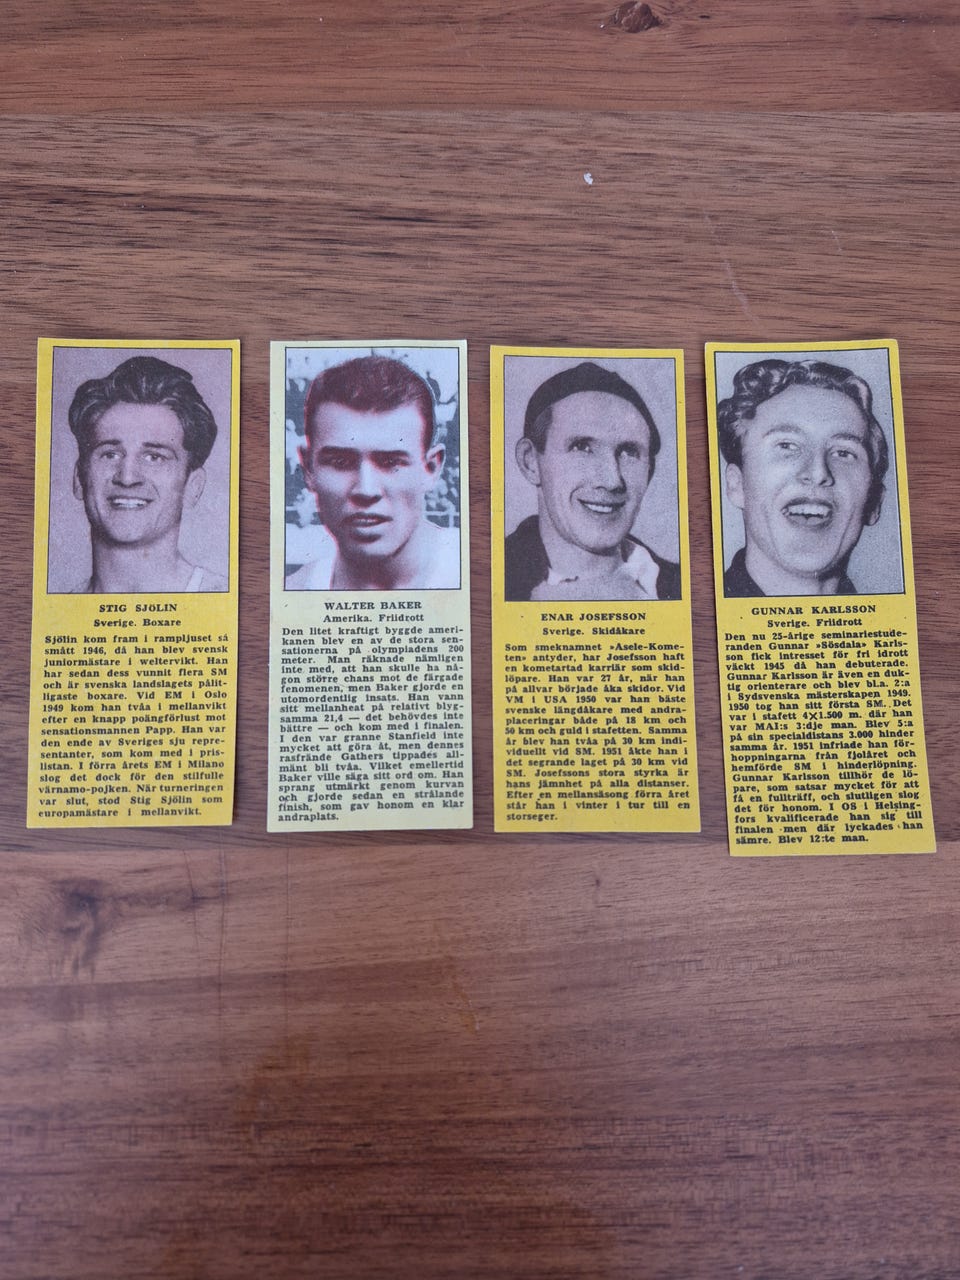 STIG SJÖLIN
Sverige. Boxare
Sjölin kom fram i rampljuset så
smått 1946, då han blev svensk
juniormästare i weltervikt. Han
har sedan dess vunnit flera SM
och är svenska landslagets pålit-
ligaste boxare. Vid EM i Oslo
1949 kom han tvåa i mellanvikt
efter en knapp poängförlust mot
sensationsmannen Papp. Han var
den ende av Sveriges sju repre-
sentanter, som kom med i pris-
listan. I förra årets EM i Milano
slog det dock för den stilfulle
värnamo-pojken. När turneringen
var slut, stod Stig Sjölin som
europamästare i mellanvikt.
WALTER BAKER
Amerika. Friidrott
Den litet kraftigt byggde ameri-
kanen blev en av de stora sen-
sationerna på olympiadens 200
meter. Man räknade nämligen
inte med, att han skulle ha nå-
gon större chans mot de färgade
fenomenen, men Baker gjorde en
utomordentlig insats. Han vann
sitt mellanheat på relativt blyg-
samma 21,4 — det behövdes inte
bättre — och kom med i finalen.
I den var granne Stanfield inte
mycket att göra åt, men dennes
rasfrände Gathers tippades all-
mänt bli tvåa. Vilket emellertid
Baker ville säga sitt ord om. Han
sprang utmärkt genom kurvan
och gjorde sedan en strålande
finish, som gav honom en klar
andraplats.
ENAR JOSEFSSON
Sverige. Skidåkare
Som smeknamnet »Åsele-Kome-
ten» antyder, har Josefsson haft
en kometartad karriär som skid-
löpare. Han var 27 år, när han
på allvar började åka skidor. Vid
VM i USA 1950 var han bäste
svenske längdåkare med andra-
placeringar både på 18 km och
50 km och guld i stafetten. Samma
år blev han tvåa på 30 km indi-
viduellt vid SM. 1951 åkte han i
det segrande laget på 30 km vid
SM. Josefssons stora styrka är
hans jämnhet på alla distanser.
Efter en mellansäsong förra året
står han i vinter i tur till en
storseger.
GUNNAR KARLSSON
Sverige. Friidrott
Den nu 25-årige seminariestude-
randen Gunnar »Sösdala» Karls-
son fick intresset för fri idrott
väckt 1945 då han debuterade.
Gunnar Karlsson är även en duk-
tig orienterare och blev bl.a. 2:a
i Sydsvenska mästerskapen 1949.
1950 tog han sitt första SM. Det
var i stafett 4X1.500 m. där han
var MAI:s 3:dje man. Blev 5:a
på sin specialdistans 3.000 hinder
samma år. 1951 infriade han för-
hoppningarna från fjolåret och
hemförde SM i hinderlöpning.
Gunnar Karlsson tillhör de lö-
pare, som satsar mycket för att
få en fullträff, och slutligen slog
det för honom. I OS i Helsing-
fors kvalificerade han sig till
finalen men där lyckades han
sämre. Blev 12:te man.